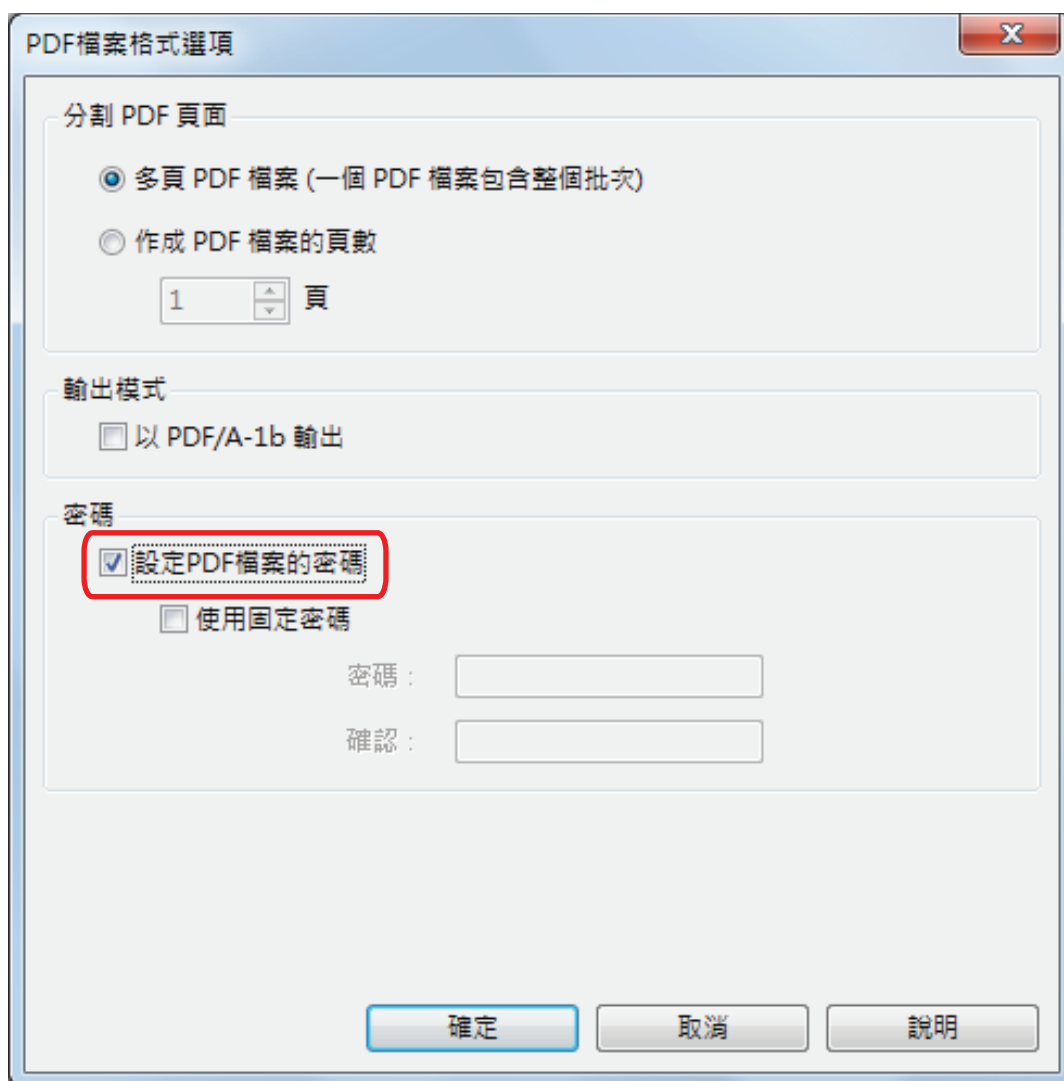 PDF檔案格式選項
分割 PDF 頁面
多頁 PDF 檔案 (一個 PDF 檔案包含整個批次)
作成 PDF 檔案的頁數
1 頁
輸出模式
以 PDF/A-1b 輸出
密碼
設定PDF檔案的密碼
使用固定密碼
密碼 :
確認 :
確定 取消 說明